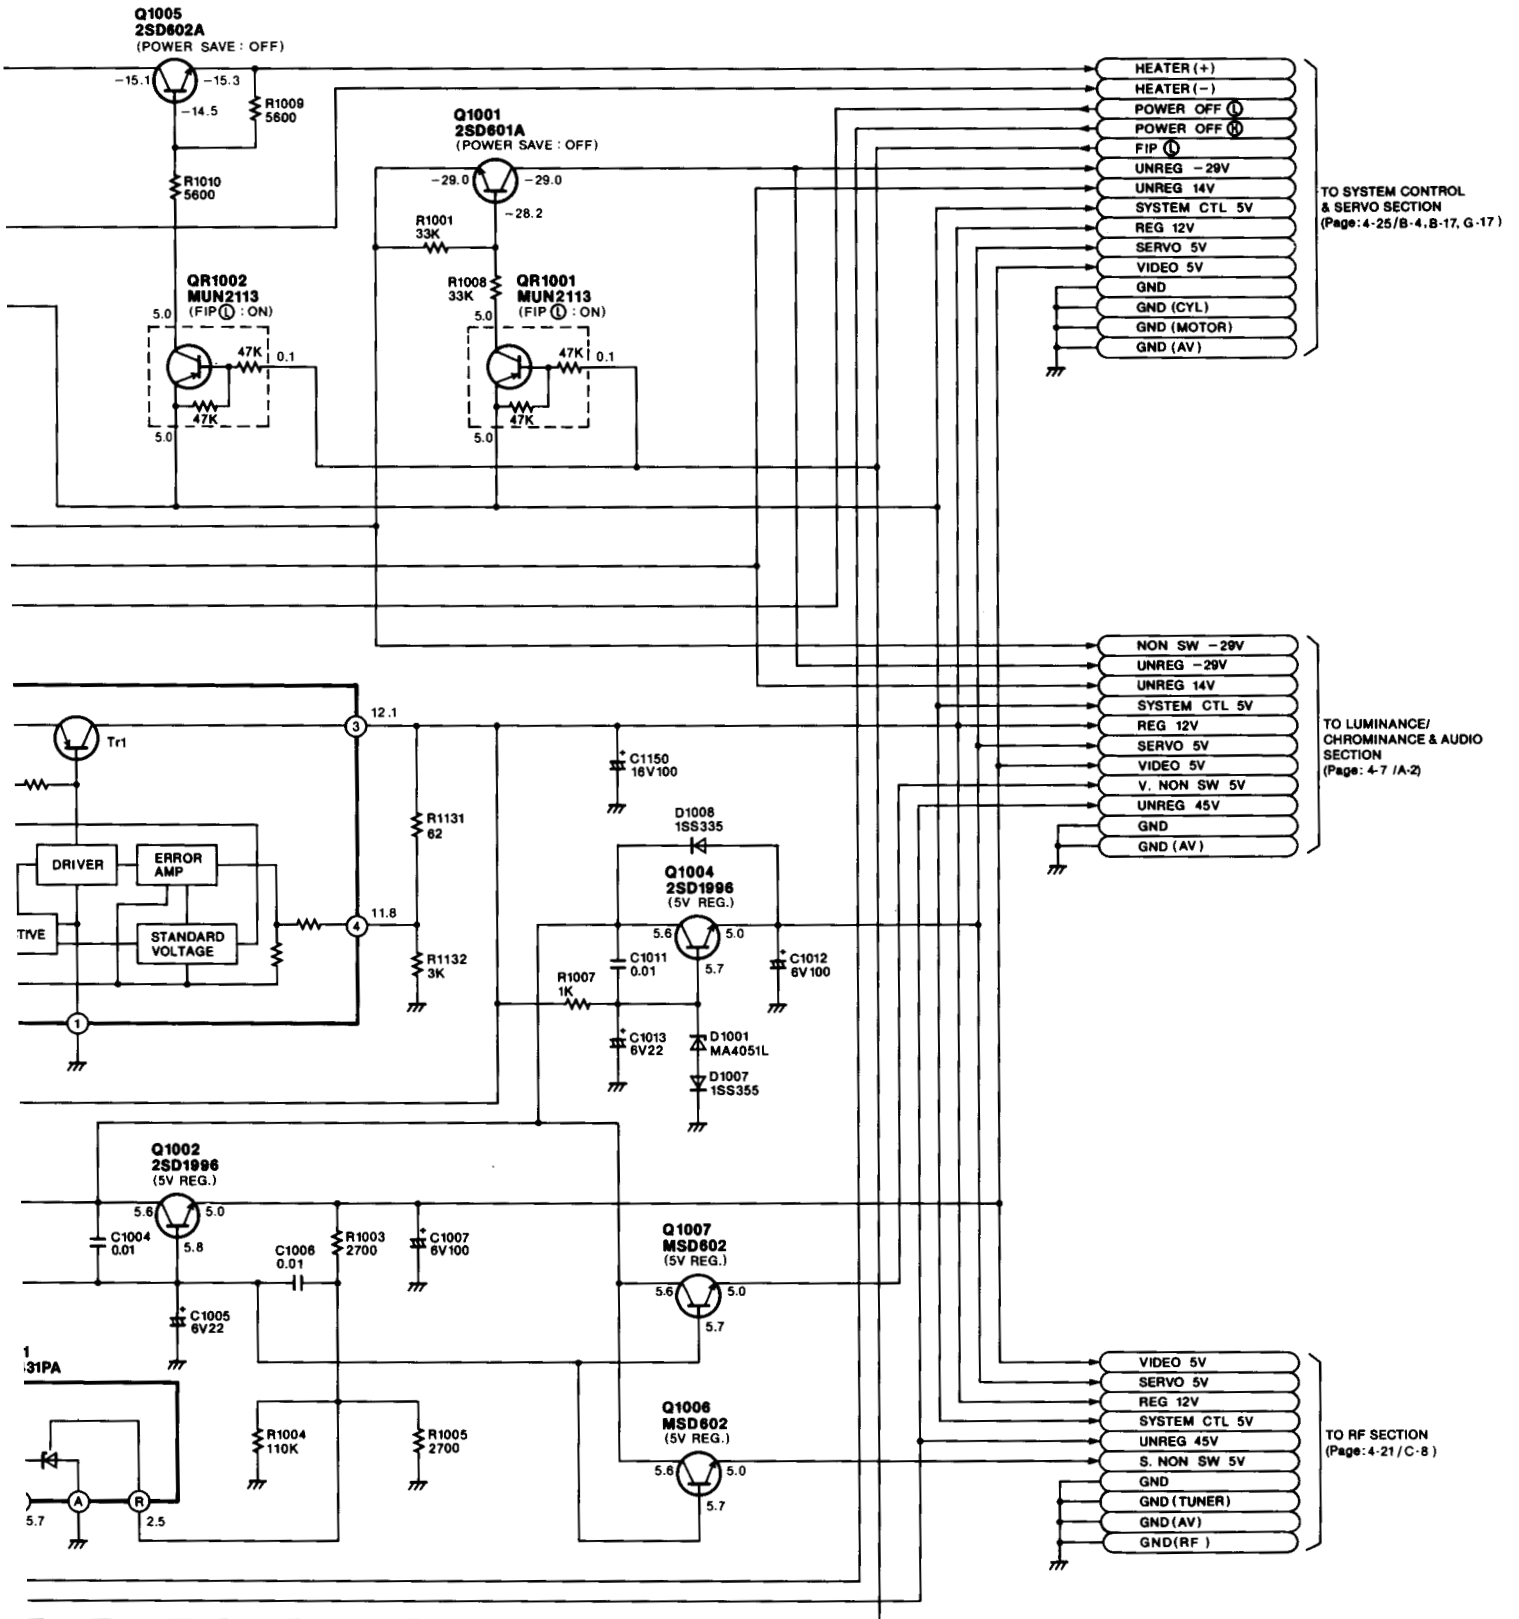 Q1005
2SD602A
(POWER SAVE : OFF)
-15.1
-15.3
-14.5
R1009
5600
R1010
5600
Q1001
2SD601A
(POWER SAVE : OFF)
-29.0
-29.0
-28.2
R1001
33K
R1008
33K
QR1002
MUN2113
(FIP Ⓛ : ON)
5.0
47K
0.1
47K
5.0
QR1001
MUN2113
(FIP Ⓛ : ON)
5.0
47K
0.1
47K
5.0
HEATER (+)
HEATER (-)
POWER OFF Ⓛ
POWER OFF Ⓗ
FIP Ⓛ
UNREG -29V
UNREG 14V
SYSTEM CTL 5V
REG 12V
SERVO 5V
VIDEO 5V
GND
GND (CYL)
GND (MOTOR)
GND (AV)
TO SYSTEM CONTROL
& SERVO SECTION
(Page: 4-25/B-4, B-17, G-17 )
NON SW -29V
UNREG -29V
UNREG 14V
SYSTEM CTL 5V
REG 12V
SERVO 5V
VIDEO 5V
V. NON SW 5V
UNREG 45V
GND
GND (AV)
TO LUMINANCE/
CHROMINANCE & AUDIO
SECTION
(Page: 4-7 /A-2)
Tr1
3
12.1
DRIVER
ERROR
AMP
TIVE
STANDARD
VOLTAGE
4
11.8
1
R1131
62
R1132
3K
C1150
16V100
D1008
1SS335
Q1004
2SD1996
(5V REG.)
5.6
5.0
5.7
C1011
0.01
C1012
6V100
R1007
1K
C1013
6V22
D1001
MA4051L
D1007
1SS355
Q1002
2SD1996
(5V REG.)
5.6
5.0
5.8
C1004
0.01
C1006
0.01
R1003
2700
C1007
6V100
C1005
6V22
Q1007
MSD602
(5V REG.)
5.6
5.0
5.7
1
31PA
R1004
110K
R1005
2700
Q1006
MSD602
(5V REG.)
5.6
5.0
5.7
5.7
A
R
2.5
VIDEO 5V
SERVO 5V
REG 12V
SYSTEM CTL 5V
UNREG 45V
S. NON SW 5V
GND
GND (TUNER)
GND (AV)
GND(RF )
TO RF SECTION
(Page: 4-21/C-8 )